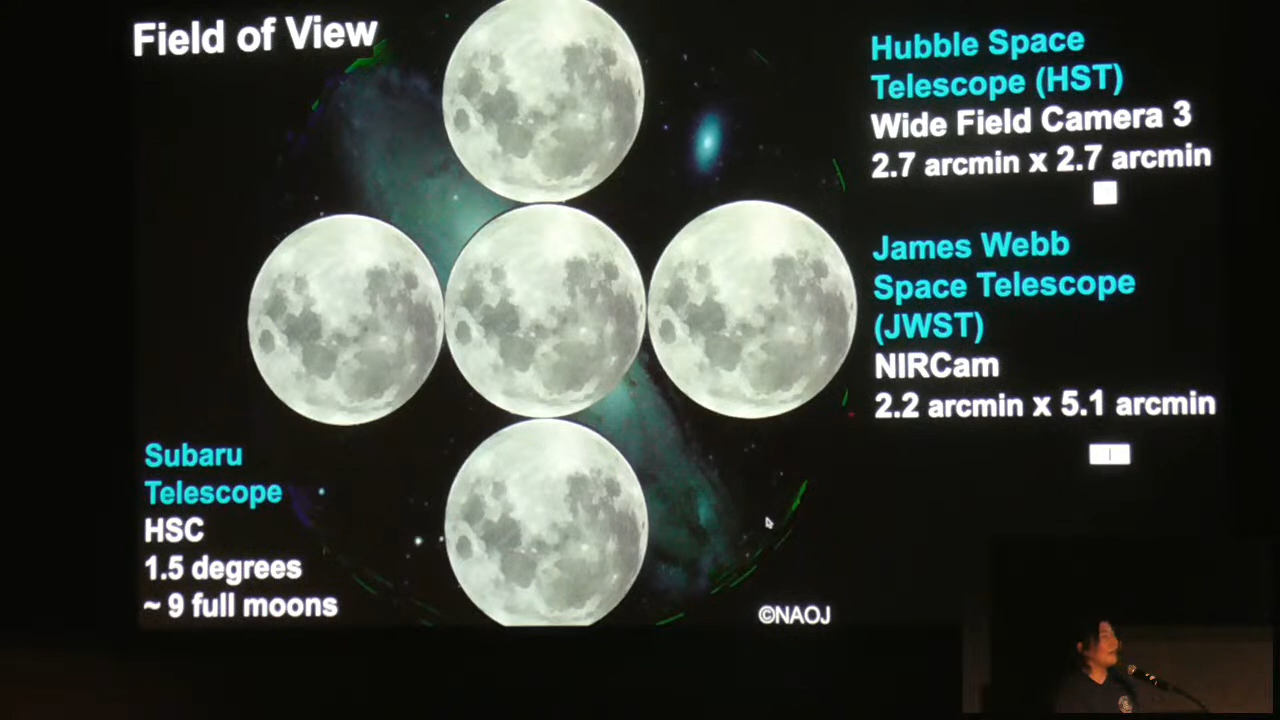 Field of View
Hubble Space
Telescope (HST)
Wide Field Camera 3
2.7 arcmin x 2.7 arcmin
James Webb
Space Telescope
(JWST)
NIRCam
2.2 arcmin x 5.1 arcmin
Subaru
Telescope
HSC
1.5 degrees
~ 9 full moons
©NAOJ